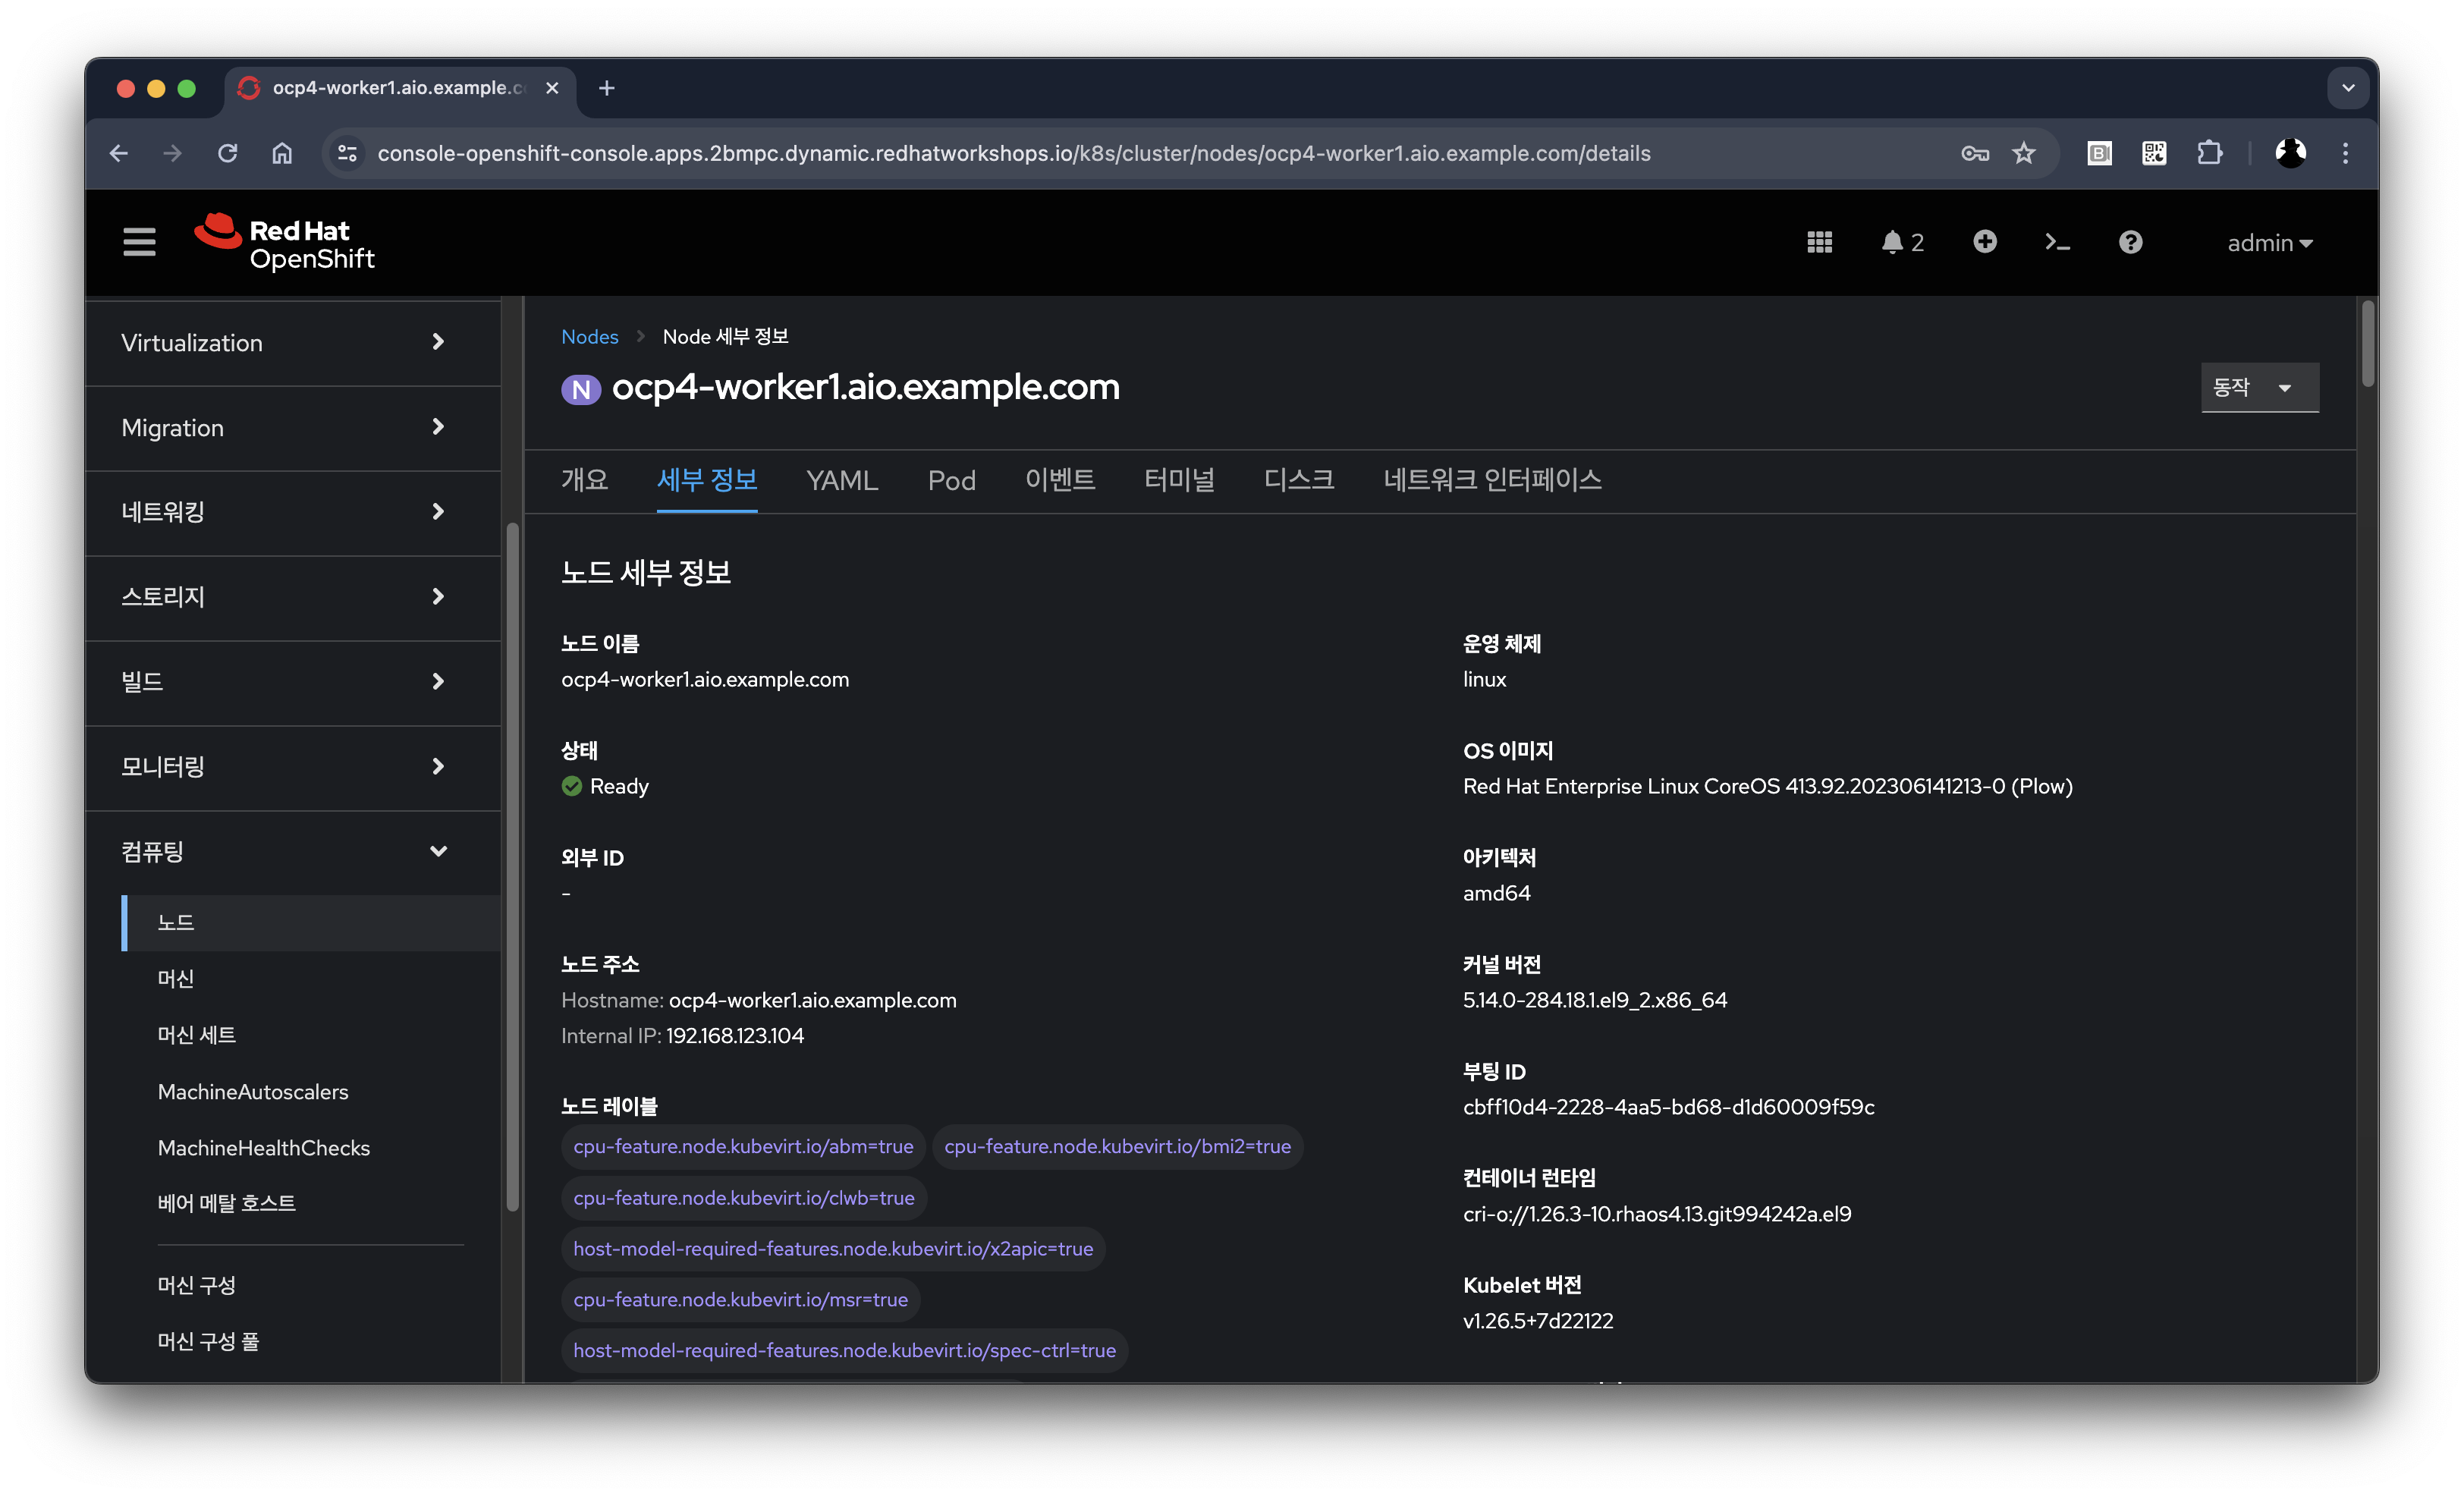 ocp4-worker1.aio.example.c
console-openshift-console.apps.2bmpc.dynamic.redhatworkshops.io/k8s/cluster/nodes/ocp4-worker1.aio.example.com/details
Red Hat
OpenShift
2
admin
Virtualization
Migration
네트워킹
스토리지
빌드
모니터링
컴퓨팅
노드
머신
머신 세트
MachineAutoscalers
MachineHealthChecks
베어 메탈 호스트
머신 구성
머신 구성 풀
Nodes
Node 세부 정보
N ocp4-worker1.aio.example.com
동작
개요 세부 정보 YAML Pod 이벤트 터미널 디스크 네트워크 인터페이스
노드 세부 정보
노드 이름
ocp4-worker1.aio.example.com
상태
Ready
외부 ID
-
노드 주소
Hostname: ocp4-worker1.aio.example.com
Internal IP: 192.168.123.104
노드 레이블
cpu-feature.node.kubevirt.io/abm=true
cpu-feature.node.kubevirt.io/bmi2=true
cpu-feature.node.kubevirt.io/clwb=true
host-model-required-features.node.kubevirt.io/x2apic=true
cpu-feature.node.kubevirt.io/msr=true
host-model-required-features.node.kubevirt.io/spec-ctrl=true
운영 체제
linux
OS 이미지
Red Hat Enterprise Linux CoreOS 413.92.202306141213-0 (Plow)
아키텍처
amd64
커널 버전
5.14.0-284.18.1.el9_2.x86_64
부팅 ID
cbff10d4-2228-4aa5-bd68-d1d60009f59c
컨테이너 런타임
cri-o://1.26.3-10.rhaos4.13.git994242a.el9
Kubelet 버전
v1.26.5+7d22122